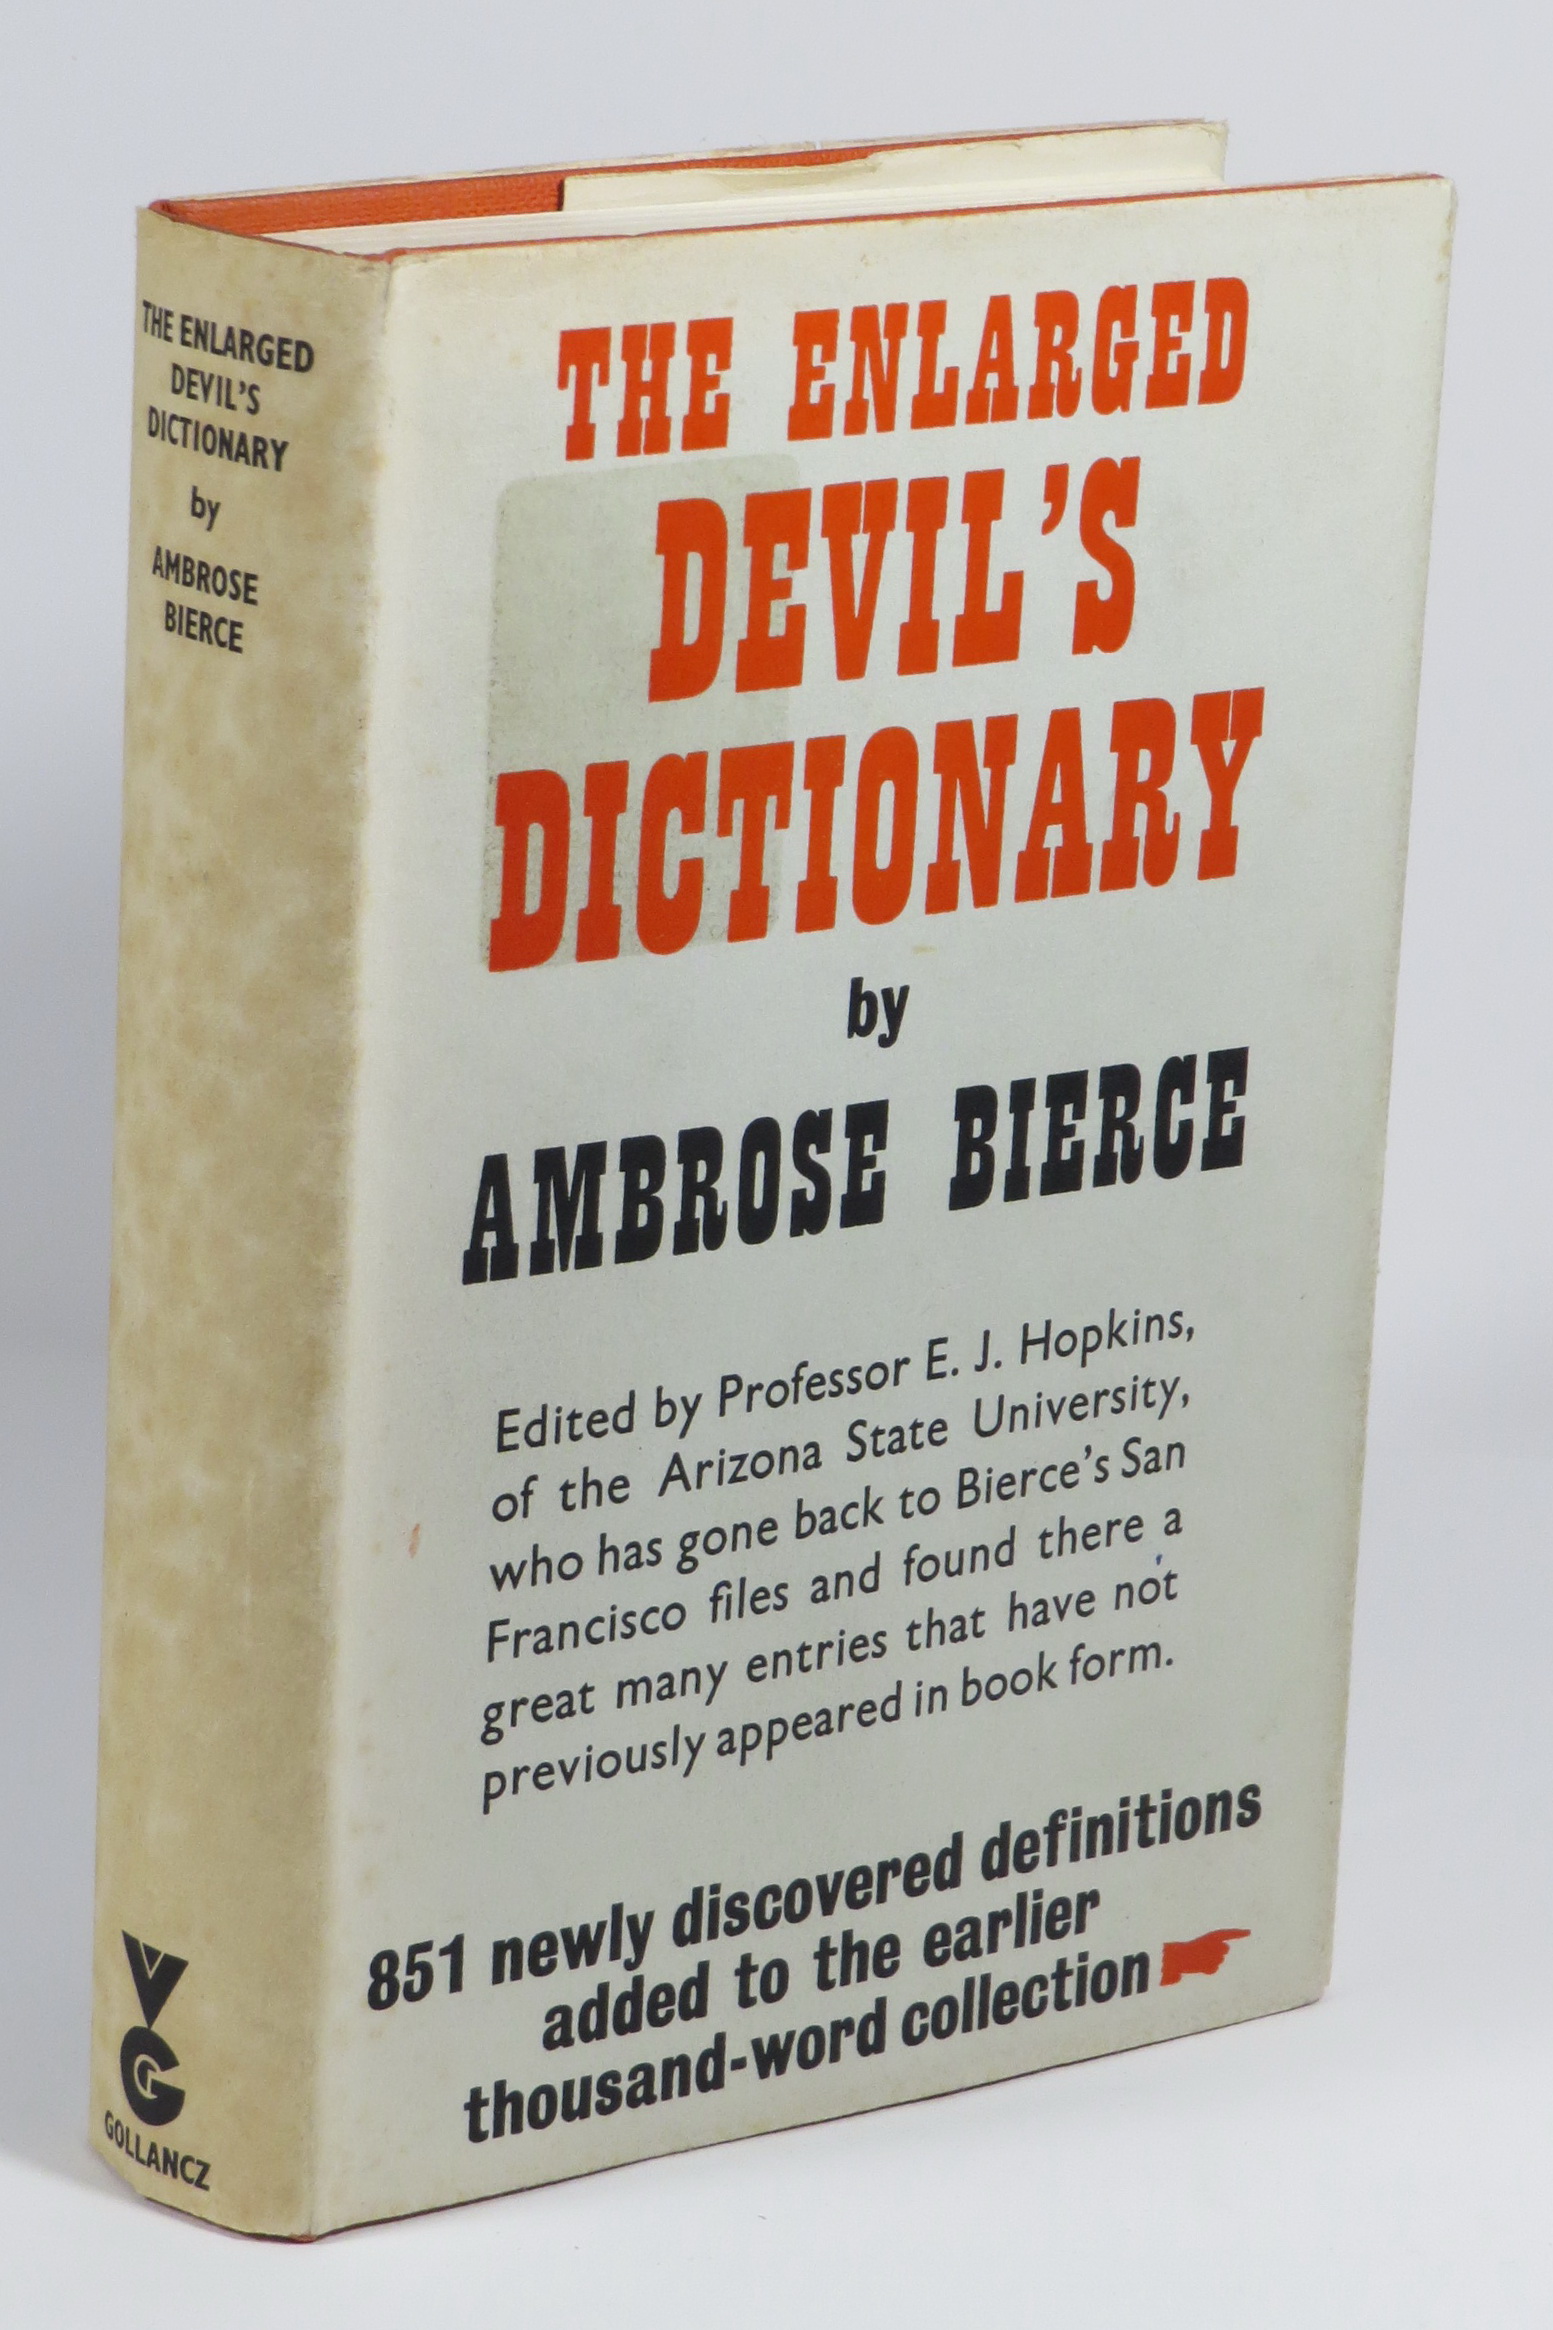 THE ENLARGED
DEVIL'S
DICTIONARY
by
AMBROSE
BIERCE
VG
GOLLANCZ
THE ENLARGED
DEVIL'S
DICTIONARY
by
AMBROSE BIERCE
Edited by Professor E. J. Hopkins,
of the Arizona State University,
who has gone back to Bierce's San
Francisco files and found there a
great many entries that have not
previously appeared in book form.
851 newly discovered definitions
added to the earlier
thousand-word collection